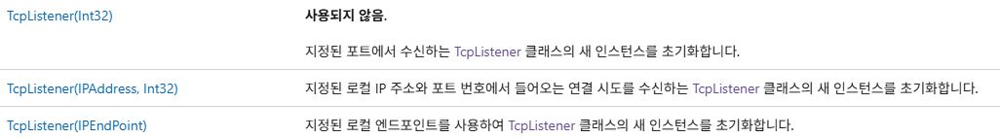 TcpListener(Int32) 사용되지 않음.
지정된 포트에서 수신하는 TcpListener 클래스의 새 인스턴스를 초기화합니다.
TcpListener(IPAddress, Int32) 지정된 로컬 IP 주소와 포트 번호에서 들어오는 연결 시도를 수신하는 TcpListener 클래스의 새 인스턴스를 초기화합니다.
TcpListener(IPEndPoint) 지정된 로컬 엔드포인트를 사용하여 TcpListener 클래스의 새 인스턴스를 초기화합니다.